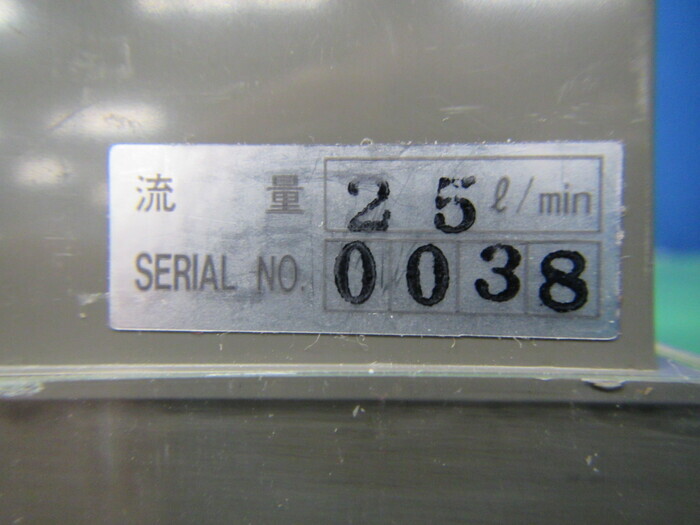 流量 25 ℓ/min
SERIAL NO. 0038